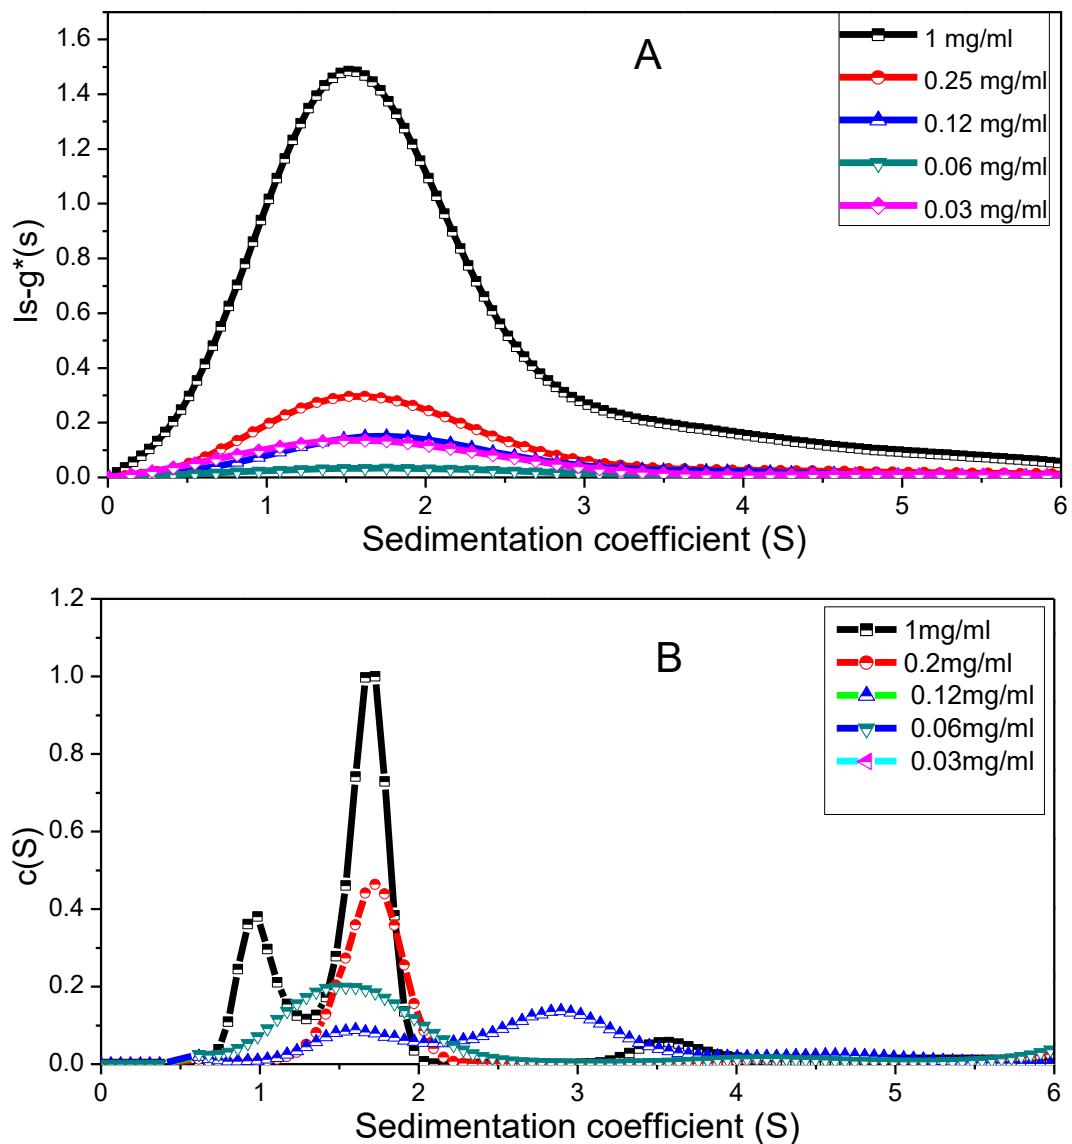 A
1 mg/ml
0.25 mg/ml
0.12 mg/ml
0.06 mg/ml
0.03 mg/ml
ls-g*(s)
1.6
1.4
1.2
1.0
0.8
0.6
0.4
0.2
0.0
0 1 2 3 4 5 6
Sedimentation coefficient (S)
B
1mg/ml
0.2mg/ml
0.12mg/ml
0.06mg/ml
0.03mg/ml
c(S)
1.2
1.0
0.8
0.6
0.4
0.2
0.0
0 1 2 3 4 5 6
Sedimentation coefficient (S)